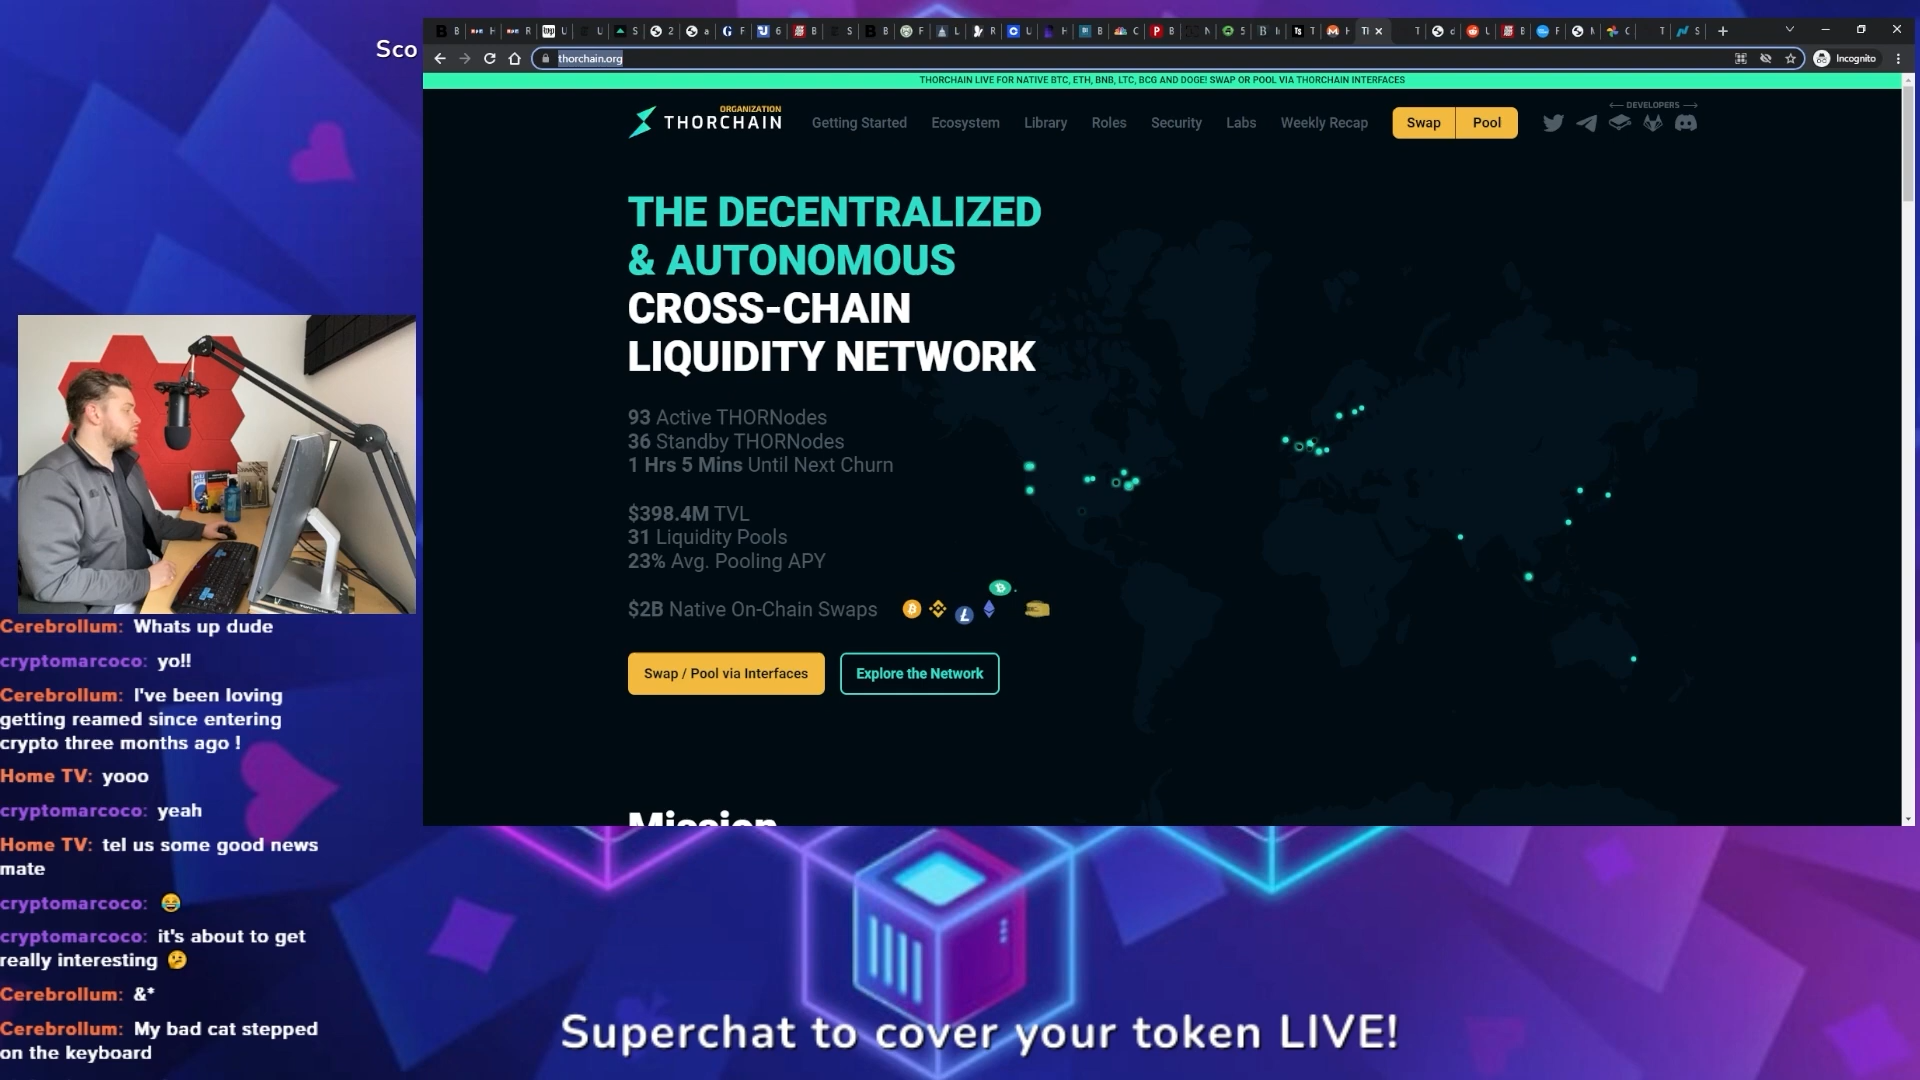 Sco
thorchain.org
Incognito
THORCHAIN LIVE FOR NATIVE BTC, ETH, BNB, LTC, BCG AND DOGE! SWAP OR POOL VIA THORCHAIN INTERFACES
ORGANIZATION
THORCHAIN
Getting Started
Ecosystem
Library
Roles
Security
Labs
Weekly Recap
Swap
Pool
DEVELOPERS
THE DECENTRALIZED
& AUTONOMOUS
CROSS-CHAIN
LIQUIDITY NETWORK
93 Active THORNodes
36 Standby THORNodes
1 Hrs 5 Mins Until Next Churn
$398.4M TVL
31 Liquidity Pools
23% Avg. Pooling APY
$2B Native On-Chain Swaps
Swap / Pool via Interfaces
Explore the Network
Mission
Cerebrollum: Whats up dude
cryptomarcoco: yo!!
Cerebrollum: I've been loving
getting reamed since entering
crypto three months ago !
Home TV: yooo
cryptomarcoco: yeah
Home TV: tell us some good news
mate
cryptomarcoco: 😂
cryptomarcoco: it's about to get
really interesting 🤔
Cerebrollum: &*
Cerebrollum: My bad cat stepped
on the keyboard
Superchat to cover your token LIVE!